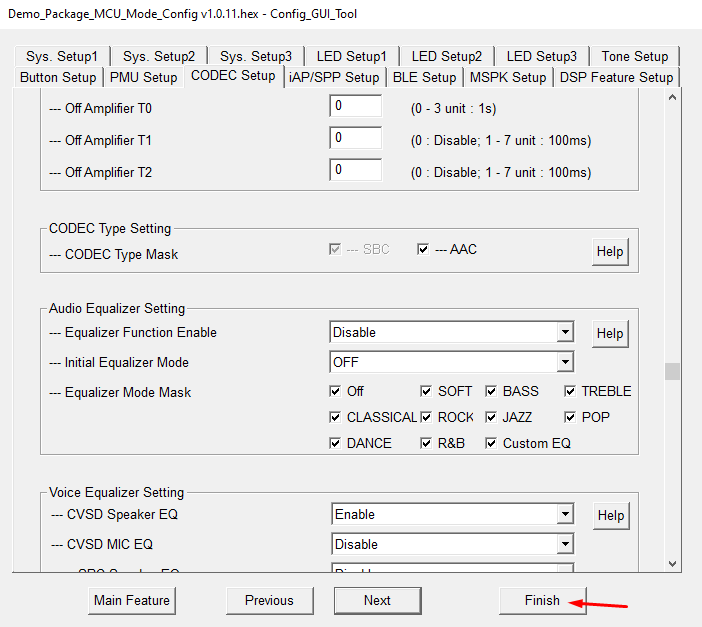 Demo_Package_MCU_Mode_Config v1.0.11.hex - Config_GUI_Tool
Sys. Setup1 Sys. Setup2 Sys. Setup3 LED Setup1 LED Setup2 LED Setup3 Tone Setup
Button Setup PMU Setup CODEC Setup iAP/SPP Setup BLE Setup MSPK Setup DSP Feature Setup
--- Off Amplifier T0 0 (0 - 3 unit : 1s)
--- Off Amplifier T1 0 (0 : Disable; 1 - 7 unit : 100ms)
--- Off Amplifier T2 0 (0 : Disable; 1 - 7 unit : 100ms)
CODEC Type Setting
--- CODEC Type Mask --- SBC --- AAC Help
Audio Equalizer Setting
--- Equalizer Function Enable Disable Help
--- Initial Equalizer Mode OFF
--- Equalizer Mode Mask Off SOFT BASS TREBLE
CLASSICAL ROCK JAZZ POP
DANCE R&B Custom EQ
Voice Equalizer Setting
--- CVSD Speaker EQ Enable Help
--- CVSD MIC EQ Disable
Main Feature Previous Next Finish